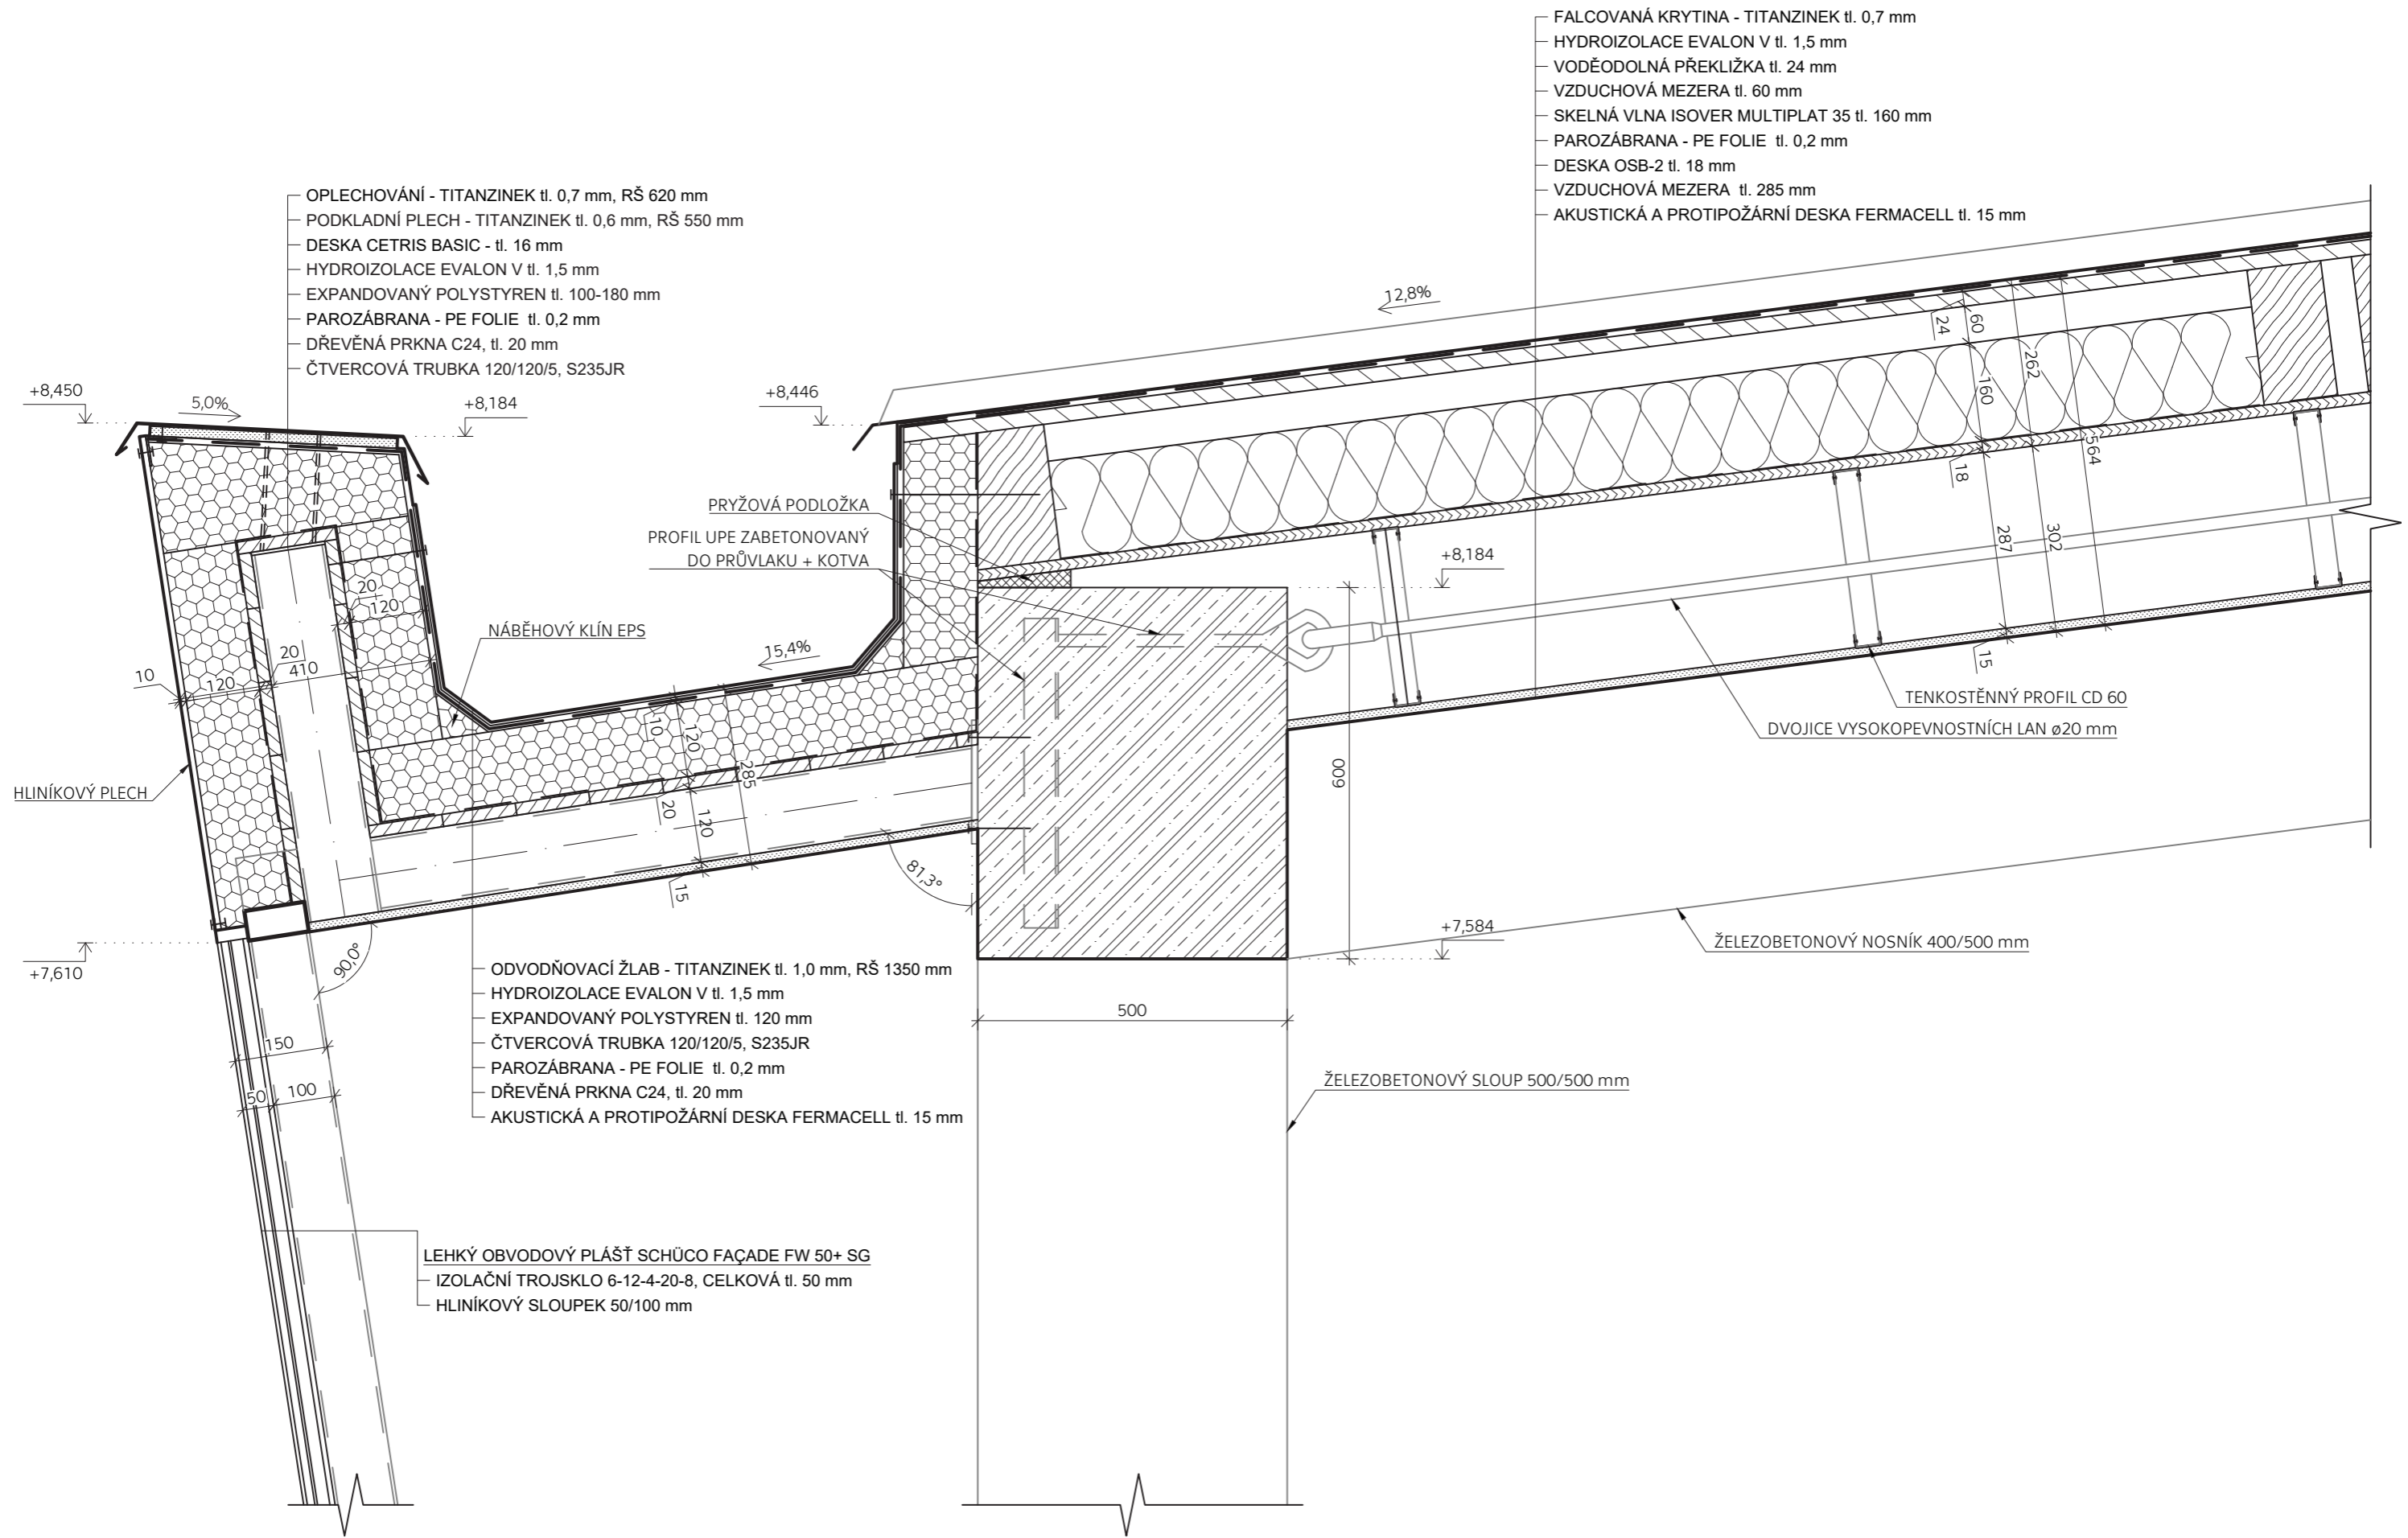 FALCOVANÁ KRYTINA - TITANZINEK tl. 0,7 mm
HYDROIZOLACE EVALON V tl. 1,5 mm
VODĚODOLNÁ PŘEKLIŽKA tl. 24 mm
VZDUCHOVÁ MEZERA tl. 60 mm
SKELNÁ VLNA ISOVER MULTIPLAT 35 tl. 160 mm
PAROZÁBRANA - PE FOLIE tl. 0,2 mm
DESKA OSB-2 tl. 18 mm
VZDUCHOVÁ MEZERA tl. 285 mm
AKUSTICKÁ A PROTIPOŽÁRNÍ DESKA FERMACELL tl. 15 mm
OPLECHOVÁNÍ - TITANZINEK tl. 0,7 mm, RŠ 620 mm
PODKLADNÍ PLECH - TITANZINEK tl. 0,6 mm, RŠ 550 mm
DESKA CETRIS BASIC - tl. 16 mm
HYDROIZOLACE EVALON V tl. 1,5 mm
EXPANDOVANÝ POLYSTYREN tl. 100-180 mm
PAROZÁBRANA - PE FOLIE tl. 0,2 mm
DŘEVĚNÁ PRKNA C24, tl. 20 mm
ČTVERCOVÁ TRUBKA 120/120/5, S235JR
+8,450
5,0%
+8,184
+8,446
12,8%
24
60
160
262
564
18
287
302
15
PRYŽOVÁ PODLOŽKA
PROFIL UPE ZABETONOVANÝ
DO PRŮVLAKU + KOTVA
+8,184
20
120
NÁBĚHOVÝ KLÍN EPS
15,4%
10
120
20
410
10
120
285
20
120
15
81,3°
HLINÍKOVÝ PLECH
600
TENKOSTĚNNÝ PROFIL CD 60
DVOJICE VYSOKOPEVNOSTNÍCH LAN ø20 mm
+7,584
ŽELEZOBETONOVÝ NOSNÍK 400/500 mm
+7,610
90,0°
ODVODŇOVACÍ ŽLAB - TITANZINEK tl. 1,0 mm, RŠ 1350 mm
HYDROIZOLACE EVALON V tl. 1,5 mm
EXPANDOVANÝ POLYSTYREN tl. 120 mm
ČTVERCOVÁ TRUBKA 120/120/5, S235JR
PAROZÁBRANA - PE FOLIE tl. 0,2 mm
DŘEVĚNÁ PRKNA C24, tl. 20 mm
AKUSTICKÁ A PROTIPOŽÁRNÍ DESKA FERMACELL tl. 15 mm
500
150
50
100
ŽELEZOBETONOVÝ SLOUP 500/500 mm
LEHKÝ OBVODOVÝ PLÁŠŤ SCHÜCO FAÇADE FW 50+ SG
IZOLAČNÍ TROJSKLO 6-12-4-20-8, CELKOVÁ tl. 50 mm
HLINÍKOVÝ SLOUPEK 50/100 mm